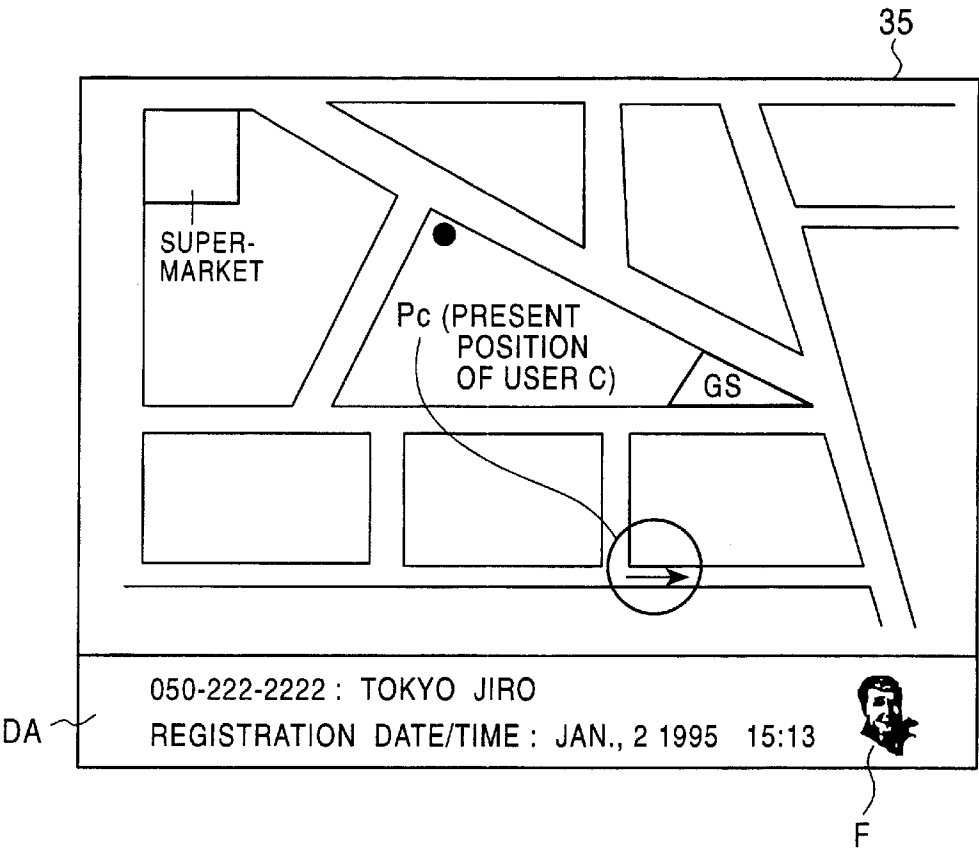 35
SUPER-
MARKET
Pc (PRESENT
POSITION
OF USER C)
GS
050-222-2222 : TOKYO JIRO
DA
REGISTRATION DATE/TIME : JAN., 2 1995 15:13
F